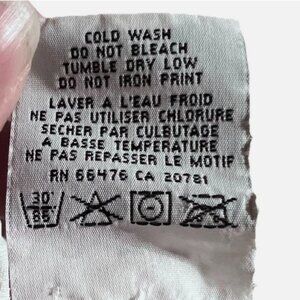 COLD WASH
DO NOT BLEACH
TUMBLE DRY LOW
DO NOT IRON PRINT
LAVER A L'EAU FROID
NE PAS UTILISER CHLORURE
SECHER PAR CULBUTAGE
A BASSE TEMPERATURE
NE PAS REPASSER LE MOTIF
RN 66476 CA 20781
30°